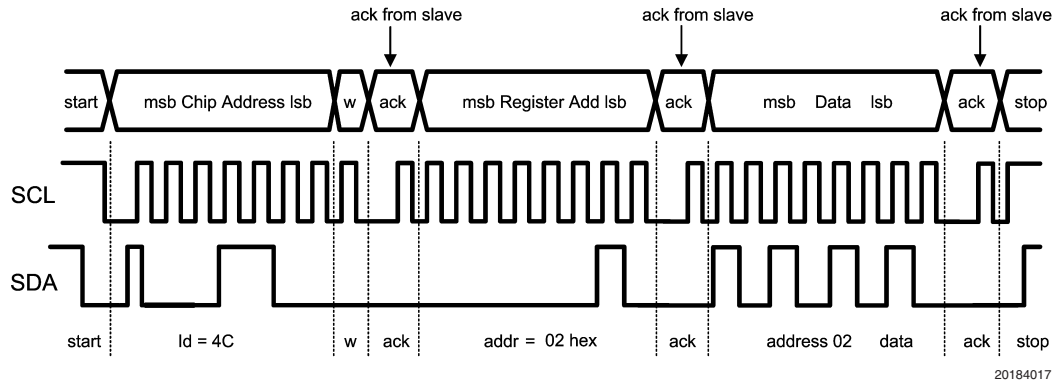 ack from slave ack from slave ack from slave
start msb Chip Address lsb w ack msb Register Add lsb ack msb Data lsb ack stop
SCL
SDA
start Id = 4C w ack addr = 02 hex ack address 02 data ack stop
20184017